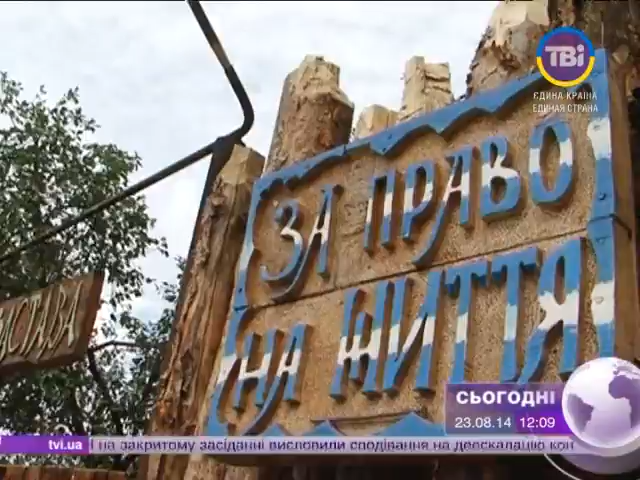 ТВі
ЄДИНА КРАЇНА
ЕДИНАЯ СТРАНА
ЗА ПРАВО
НА ЖИТТЯ
СЬОГОДНІ
23.08.14 12:09
tvi.ua І на закритому засіданні висловили сподівання на деескалацію кон